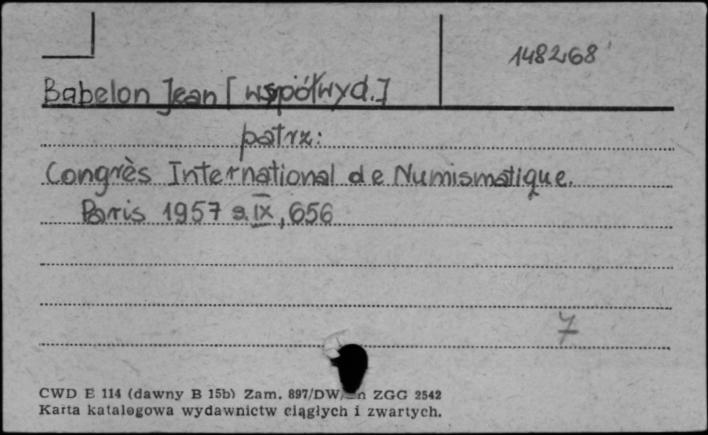 148268
Babelon Jean [współwyd.]
patrz:
Congrès International de Numismatique.
Paris 1957 s. IX, 656
7
CWD E 114 (dawny B 15b) Zam. 897/DW ZGG 2542
Karta katalogowa wydawnictw ciągłych i zwartych.